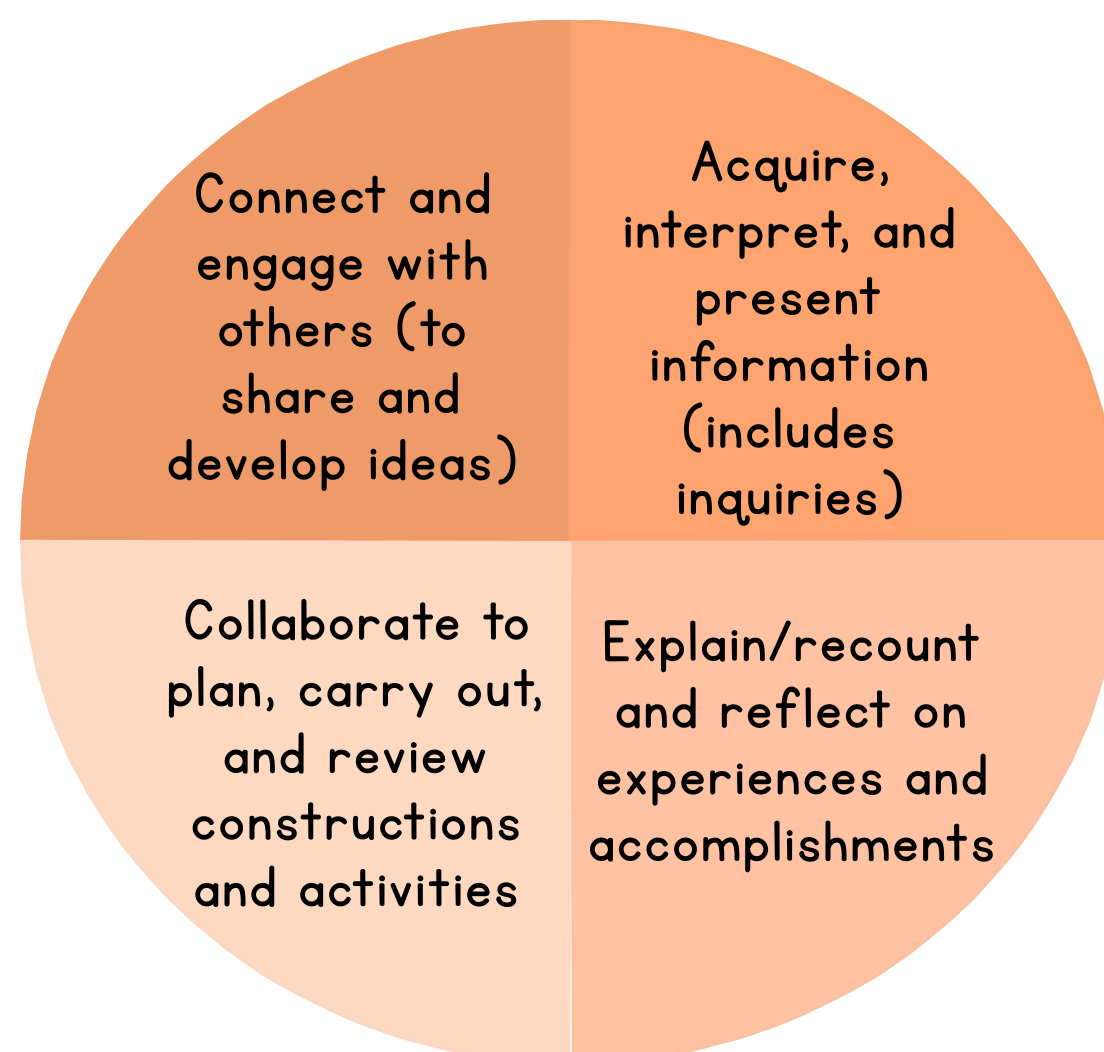 Connect and
engage with
others (to
share and
develop ideas)
Acquire,
interpret, and
present
information
(includes
inquiries)
Collaborate to
plan, carry out,
and review
constructions
and activities
Explain/recount
and reflect on
experiences and
accomplishments